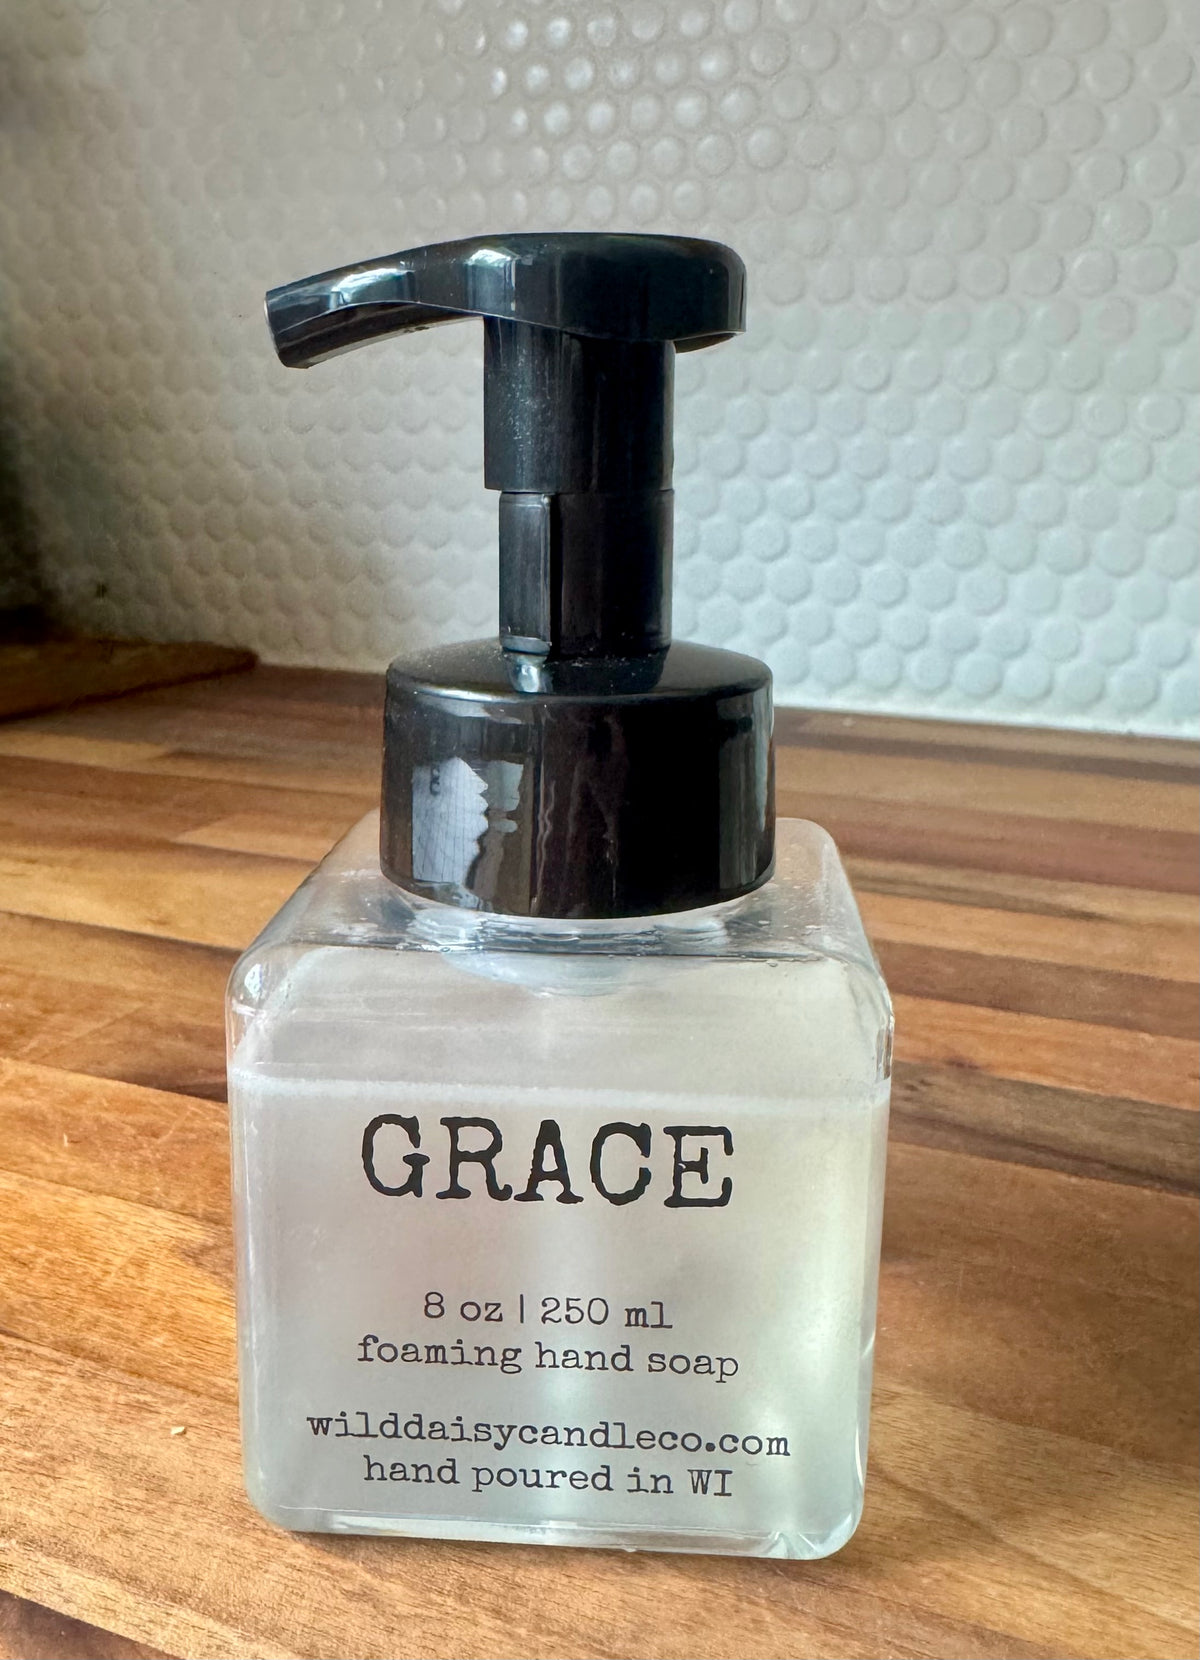 GRACE
8 oz | 250 ml
foaming hand soap
wilddaisycandleco.com
hand poured in WI